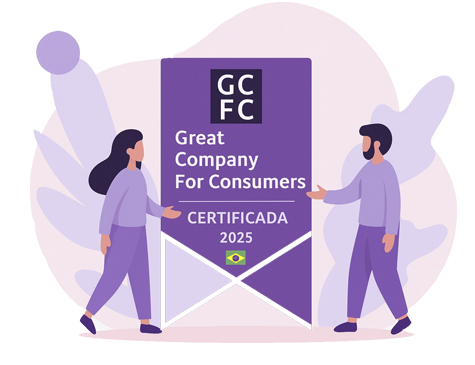 GC
FC
Great
Company
For Consumers
CERTIFICADA
2025